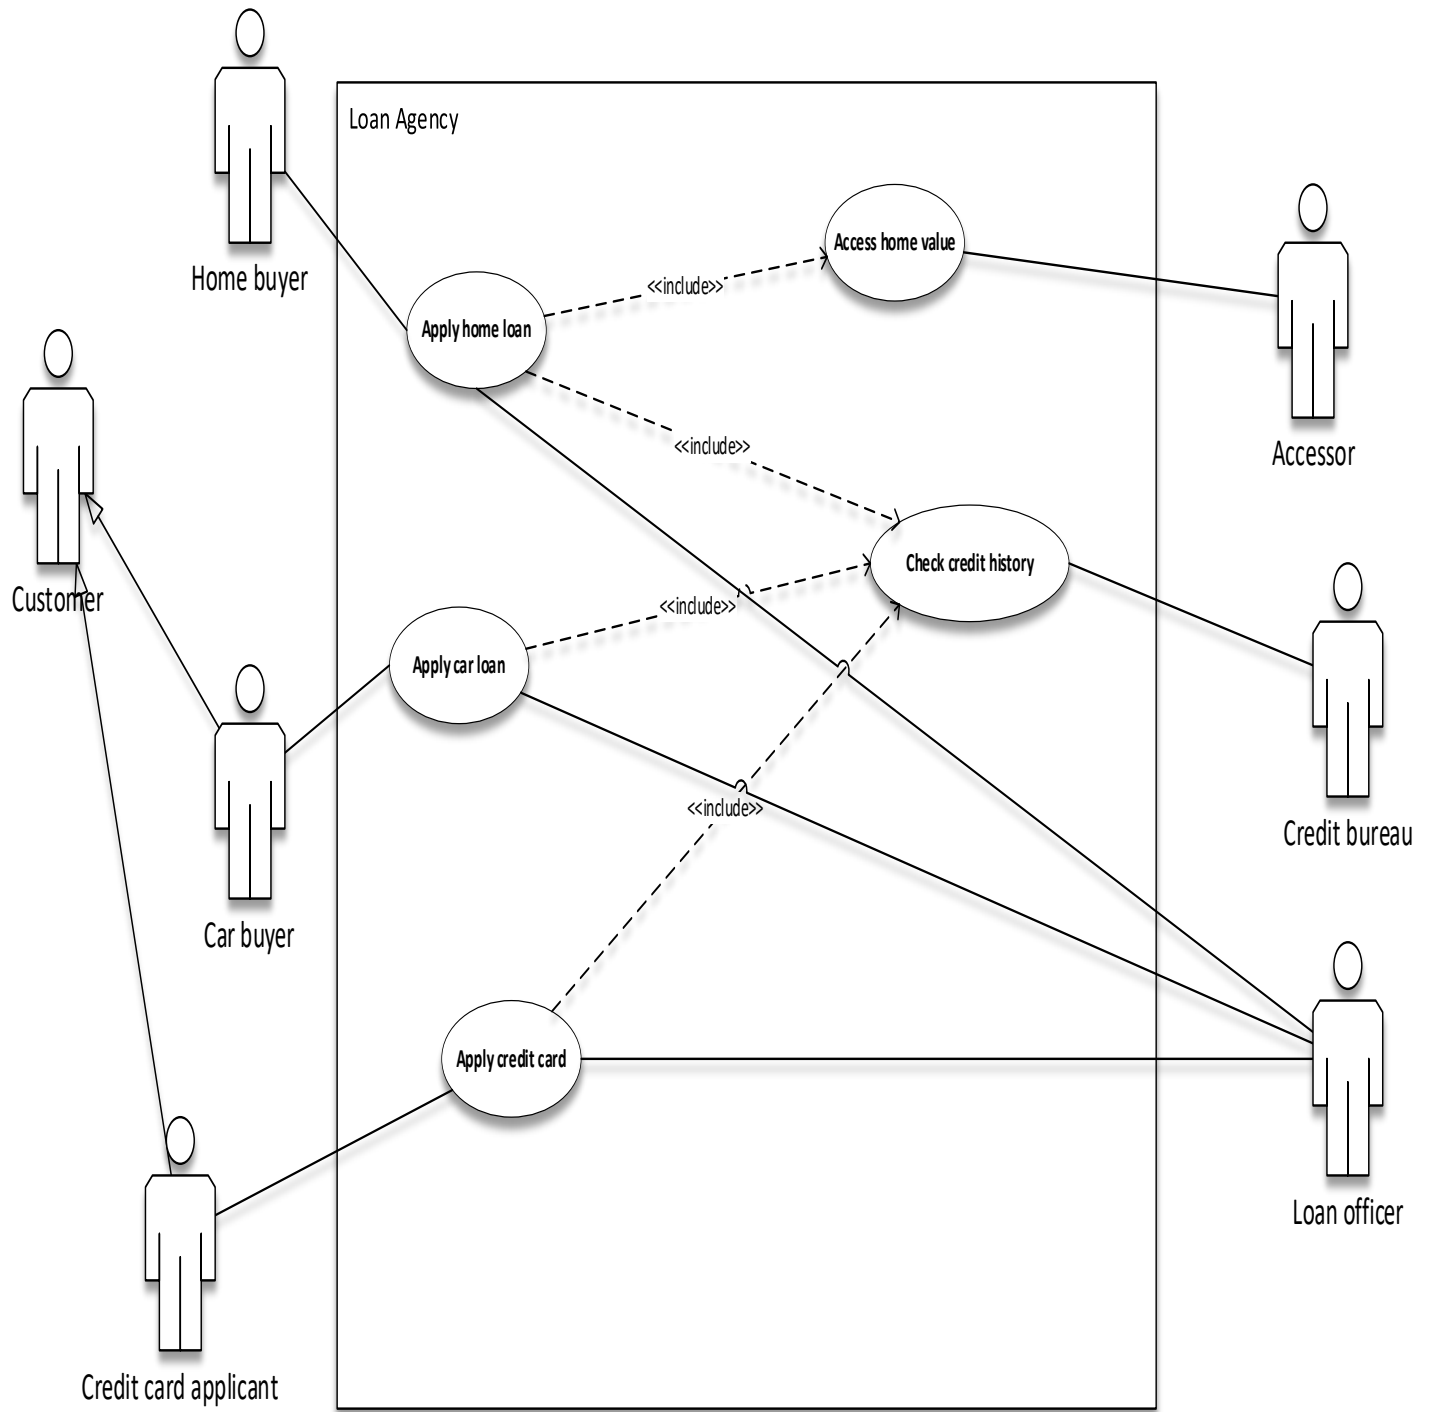 Loan Agency
Home buyer
Access home value
<<include>>
Apply home loan
Accessor
<<include>>
Check credit history
Customer
<<include>>
Apply car loan
Credit bureau
<<include>>
Car buyer
Apply credit card
Loan officer
Credit card applicant